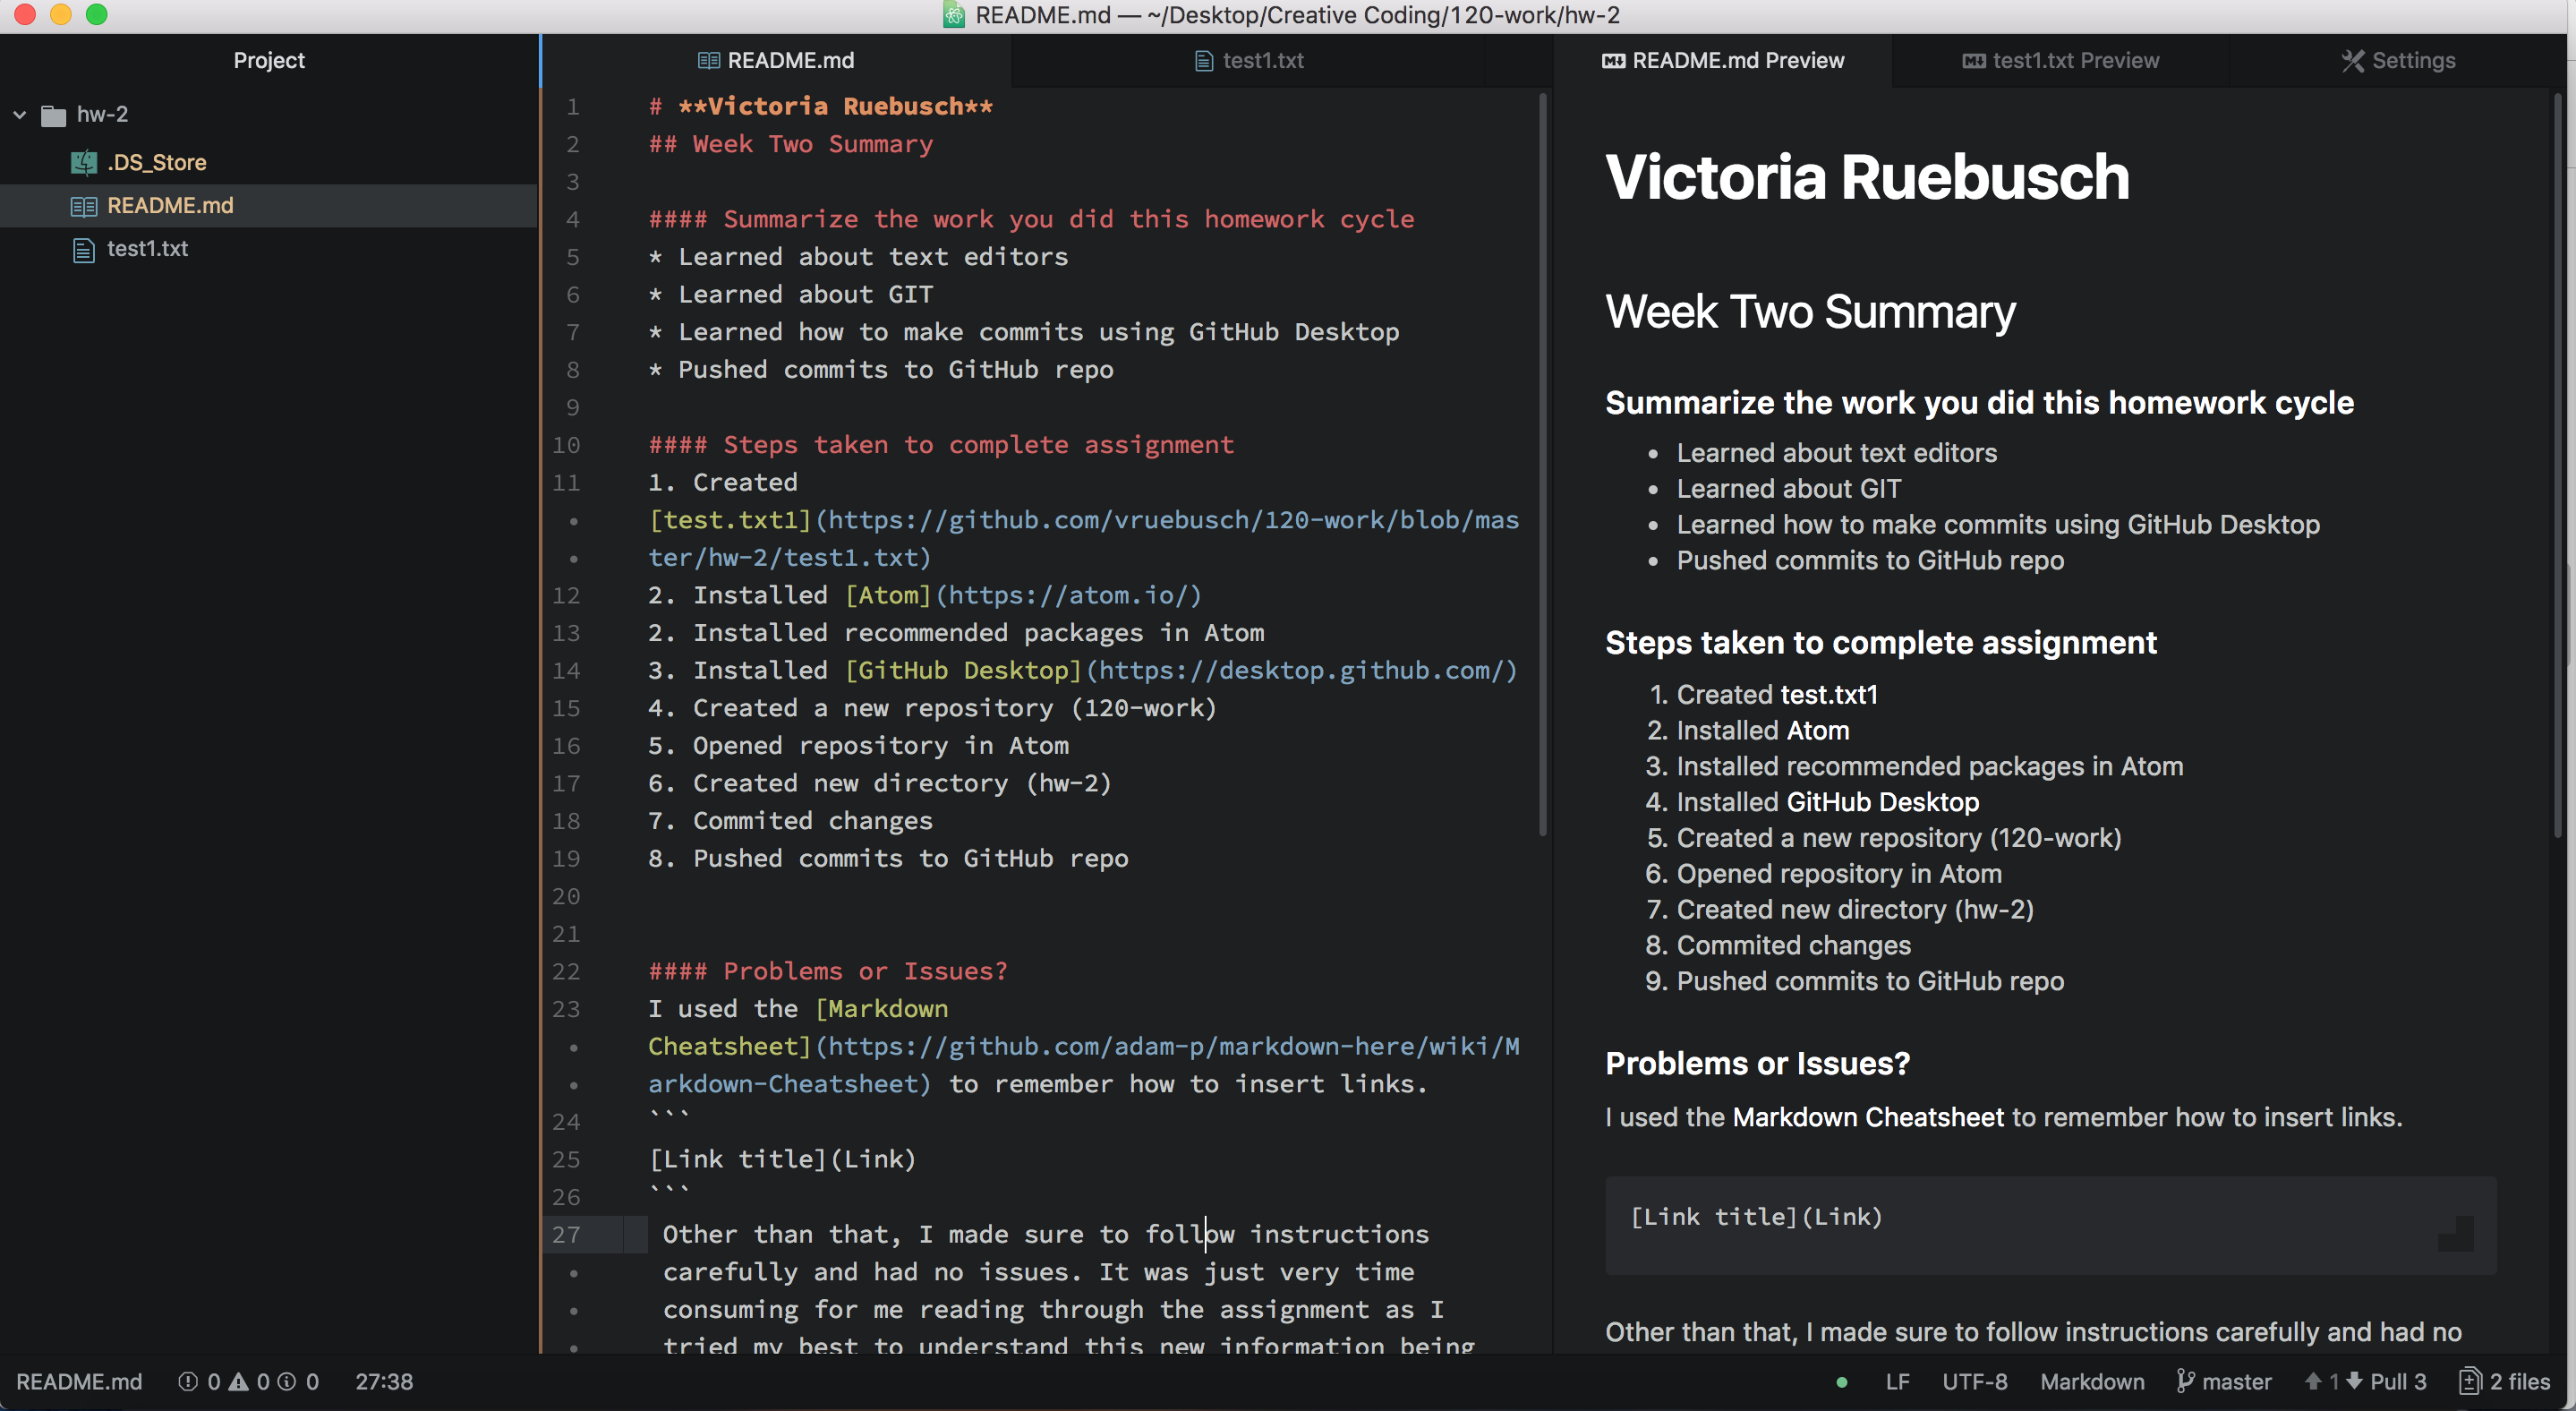 README.md — ~/Desktop/Creative Coding/120-work/hw-2
Project
README.md
test1.txt
README.md Preview
test1.txt Preview
Settings
hw-2
.DS_Store
README.md
test1.txt
1 # **Victoria Ruebusch**
2 ## Week Two Summary
3
4 #### Summarize the work you did this homework cycle
5 * Learned about text editors
6 * Learned about GIT
7 * Learned how to make commits using GitHub Desktop
8 * Pushed commits to GitHub repo
9
10 #### Steps taken to complete assignment
11 1. Created
• [test.txt1](https://github.com/vruebusch/120-work/blob/mas
• ter/hw-2/test1.txt)
12 2. Installed [Atom](https://atom.io/)
13 2. Installed recommended packages in Atom
14 3. Installed [GitHub Desktop](https://desktop.github.com/)
15 4. Created a new repository (120-work)
16 5. Opened repository in Atom
17 6. Created new directory (hw-2)
18 7. Commited changes
19 8. Pushed commits to GitHub repo
20
21
22 #### Problems or Issues?
23 I used the [Markdown
• Cheatsheet](https://github.com/adam-p/markdown-here/wiki/M
• arkdown-Cheatsheet) to remember how to insert links.
24 ```
25 [Link title](Link)
26 ```
27 Other than that, I made sure to follow instructions
• carefully and had no issues. It was just very time
• consuming for me reading through the assignment as I
• tried my best to understand this new information being
Victoria Ruebusch
Week Two Summary
Summarize the work you did this homework cycle
• Learned about text editors
• Learned about GIT
• Learned how to make commits using GitHub Desktop
• Pushed commits to GitHub repo
Steps taken to complete assignment
1. Created test.txt1
2. Installed Atom
3. Installed recommended packages in Atom
4. Installed GitHub Desktop
5. Created a new repository (120-work)
6. Opened repository in Atom
7. Created new directory (hw-2)
8. Commited changes
9. Pushed commits to GitHub repo
Problems or Issues?
I used the Markdown Cheatsheet to remember how to insert links.
[Link title](Link)
Other than that, I made sure to follow instructions carefully and had no
README.md 0 0 0 27:38
LF UTF-8 Markdown master 1 Pull 3 2 files